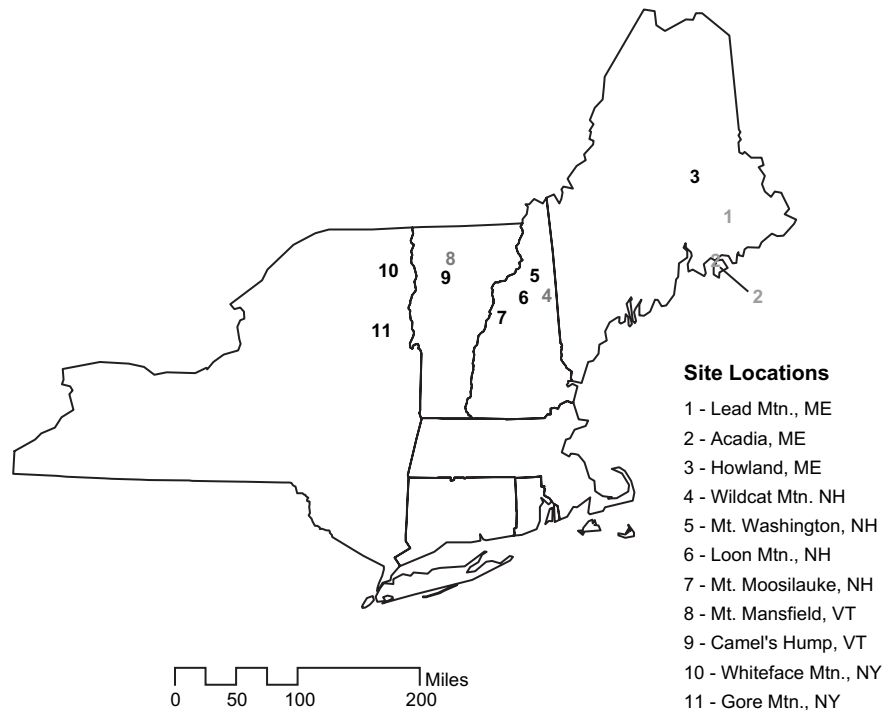 3
1
8
10
9
5
2
6
4
2
7
11
Site Locations
1 - Lead Mtn., ME
2 - Acadia, ME
3 - Howland, ME
4 - Wildcat Mtn. NH
5 - Mt. Washington, NH
6 - Loon Mtn., NH
7 - Mt. Moosilauke, NH
8 - Mt. Mansfield, VT
9 - Camel's Hump, VT
10 - Whiteface Mtn., NY
11 - Gore Mtn., NY
Miles
0 50 100 200